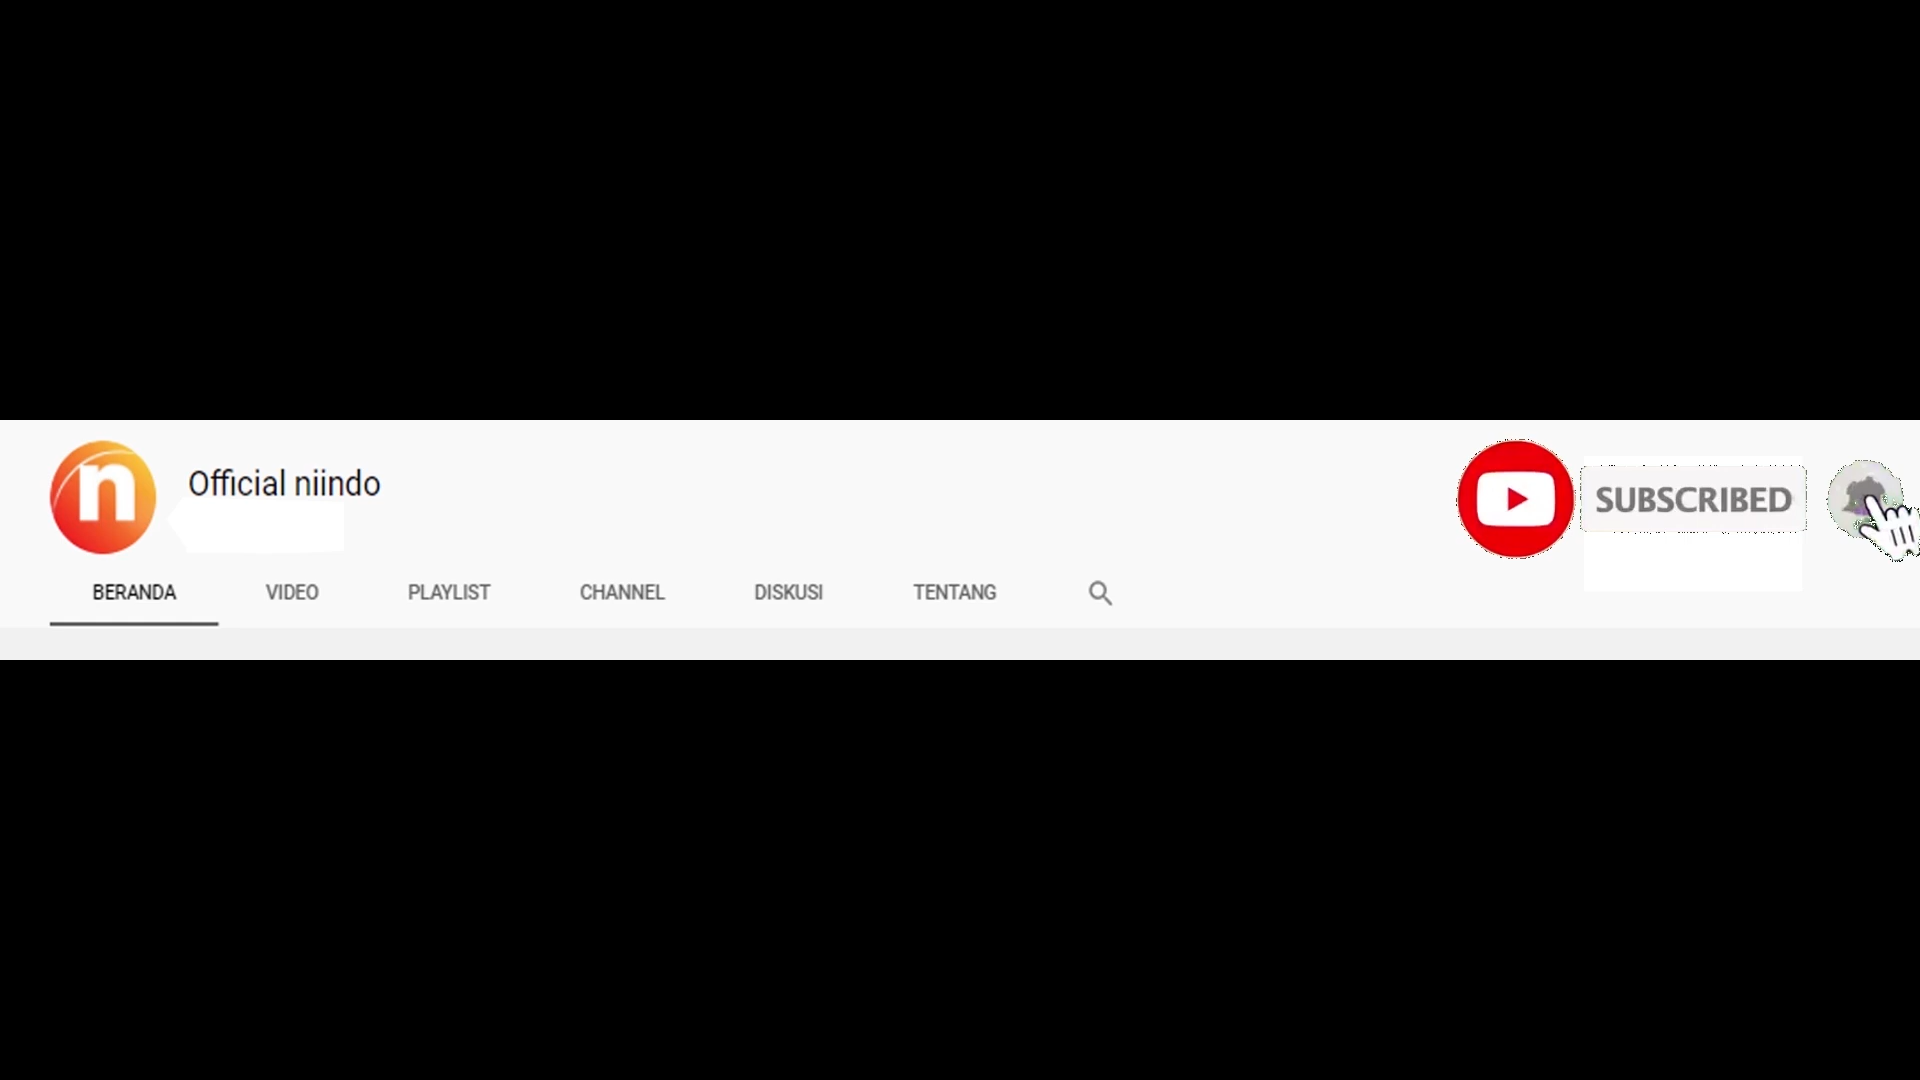 n
Official niindo
SUBSCRIBED
BERANDA VIDEO PLAYLIST CHANNEL DISKUSI TENTANG